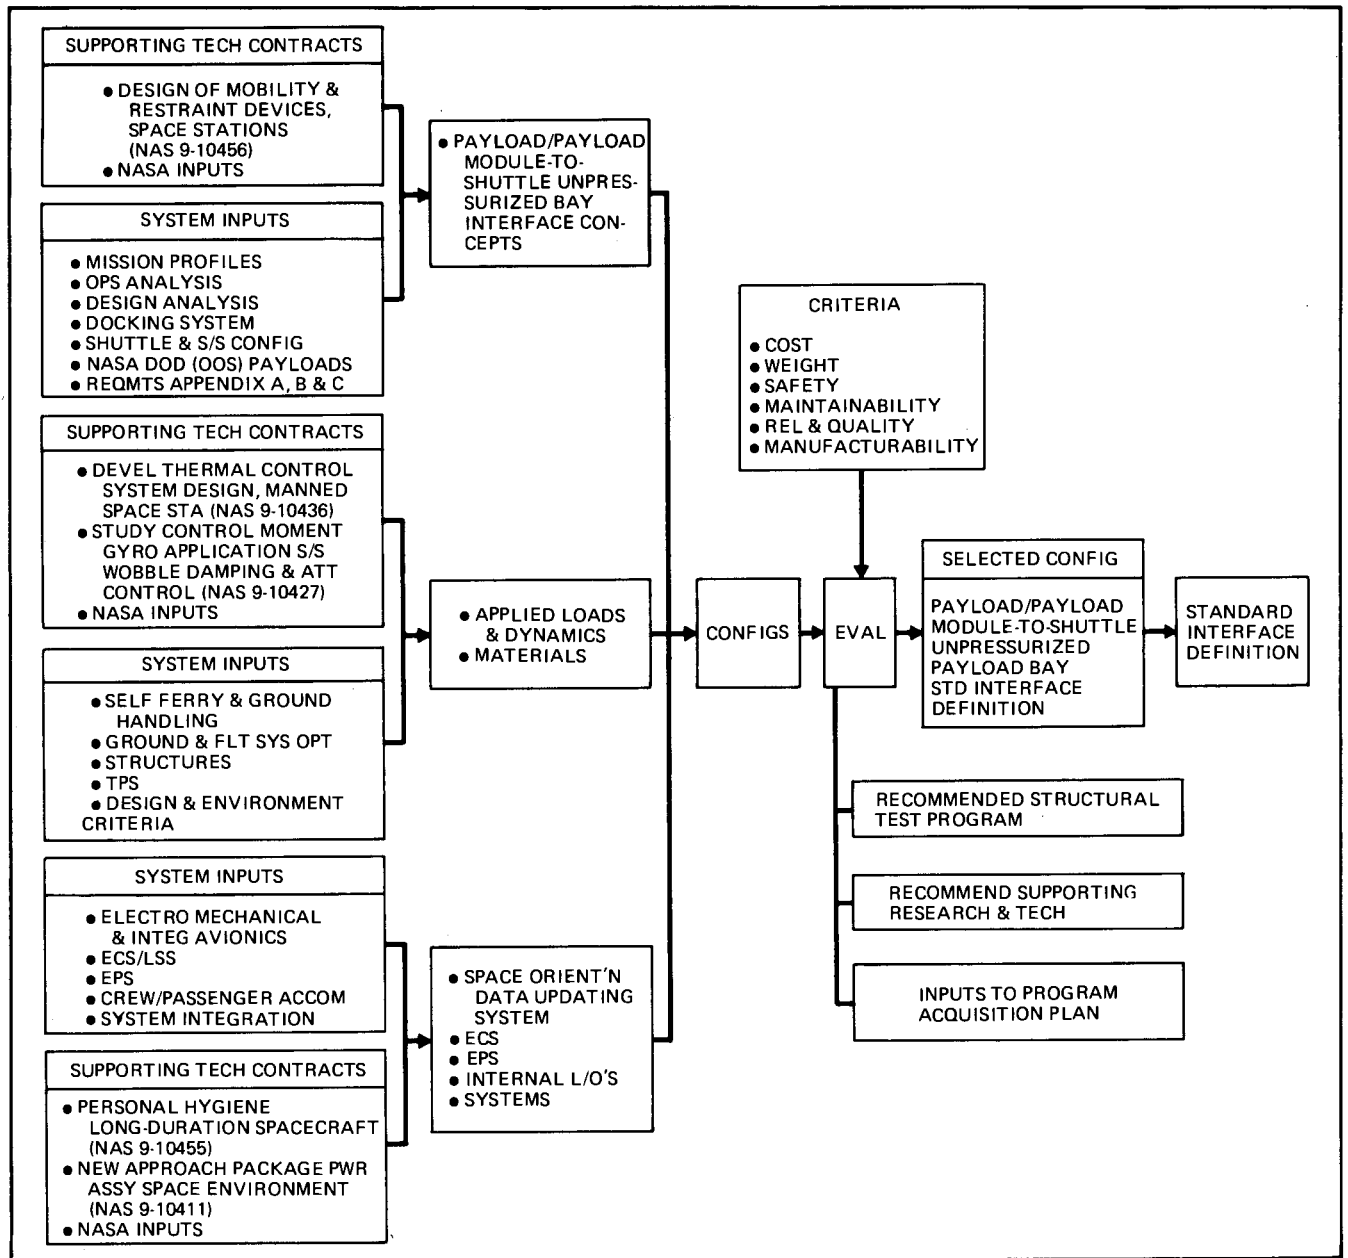 SUPPORTING TECH CONTRACTS
● DESIGN OF MOBILITY &
RESTRAINT DEVICES,
SPACE STATIONS
(NAS 9-10456)
● NASA INPUTS
SYSTEM INPUTS
● MISSION PROFILES
● OPS ANALYSIS
● DESIGN ANALYSIS
● DOCKING SYSTEM
● SHUTTLE & S/S CONFIG
● NASA DOD (OOS) PAYLOADS
● REQMTS APPENDIX A, B & C
SUPPORTING TECH CONTRACTS
● DEVEL THERMAL CONTROL
SYSTEM DESIGN, MANNED
SPACE STA (NAS 9-10436)
● STUDY CONTROL MOMENT
GYRO APPLICATION S/S
WOBBLE DAMPING & ATT
CONTROL (NAS 9-10427)
● NASA INPUTS
SYSTEM INPUTS
● SELF FERRY & GROUND
HANDLING
● GROUND & FLT SYS OPT
● STRUCTURES
● TPS
● DESIGN & ENVIRONMENT
CRITERIA
SYSTEM INPUTS
● ELECTRO MECHANICAL
& INTEG AVIONICS
● ECS/LSS
● EPS
● CREW/PASSENGER ACCOM
● SYSTEM INTEGRATION
SUPPORTING TECH CONTRACTS
● PERSONAL HYGIENE
LONG-DURATION SPACECRAFT
(NAS 9-10455)
● NEW APPROACH PACKAGE PWR
ASSY SPACE ENVIRONMENT
(NAS 9-10411)
● NASA INPUTS
● PAYLOAD/PAYLOAD
MODULE-TO-
SHUTTLE UNPRES-
SURIZED BAY
INTERFACE CON-
CEPTS
● APPLIED LOADS
& DYNAMICS
● MATERIALS
● SPACE ORIENT'N
DATA UPDATING
SYSTEM
● ECS
● EPS
● INTERNAL L/O'S
● SYSTEMS
CONFIGS
CRITERIA
● COST
● WEIGHT
● SAFETY
● MAINTAINABILITY
● REL & QUALITY
● MANUFACTURABILITY
EVAL
SELECTED CONFIG
PAYLOAD/PAYLOAD
MODULE-TO-SHUTTLE
UNPRESSURIZED
PAYLOAD BAY
STD INTERFACE
DEFINITION
STANDARD
INTERFACE
DEFINITION
RECOMMENDED STRUCTURAL
TEST PROGRAM
RECOMMEND SUPPORTING
RESEARCH & TECH
INPUTS TO PROGRAM
ACQUISITION PLAN